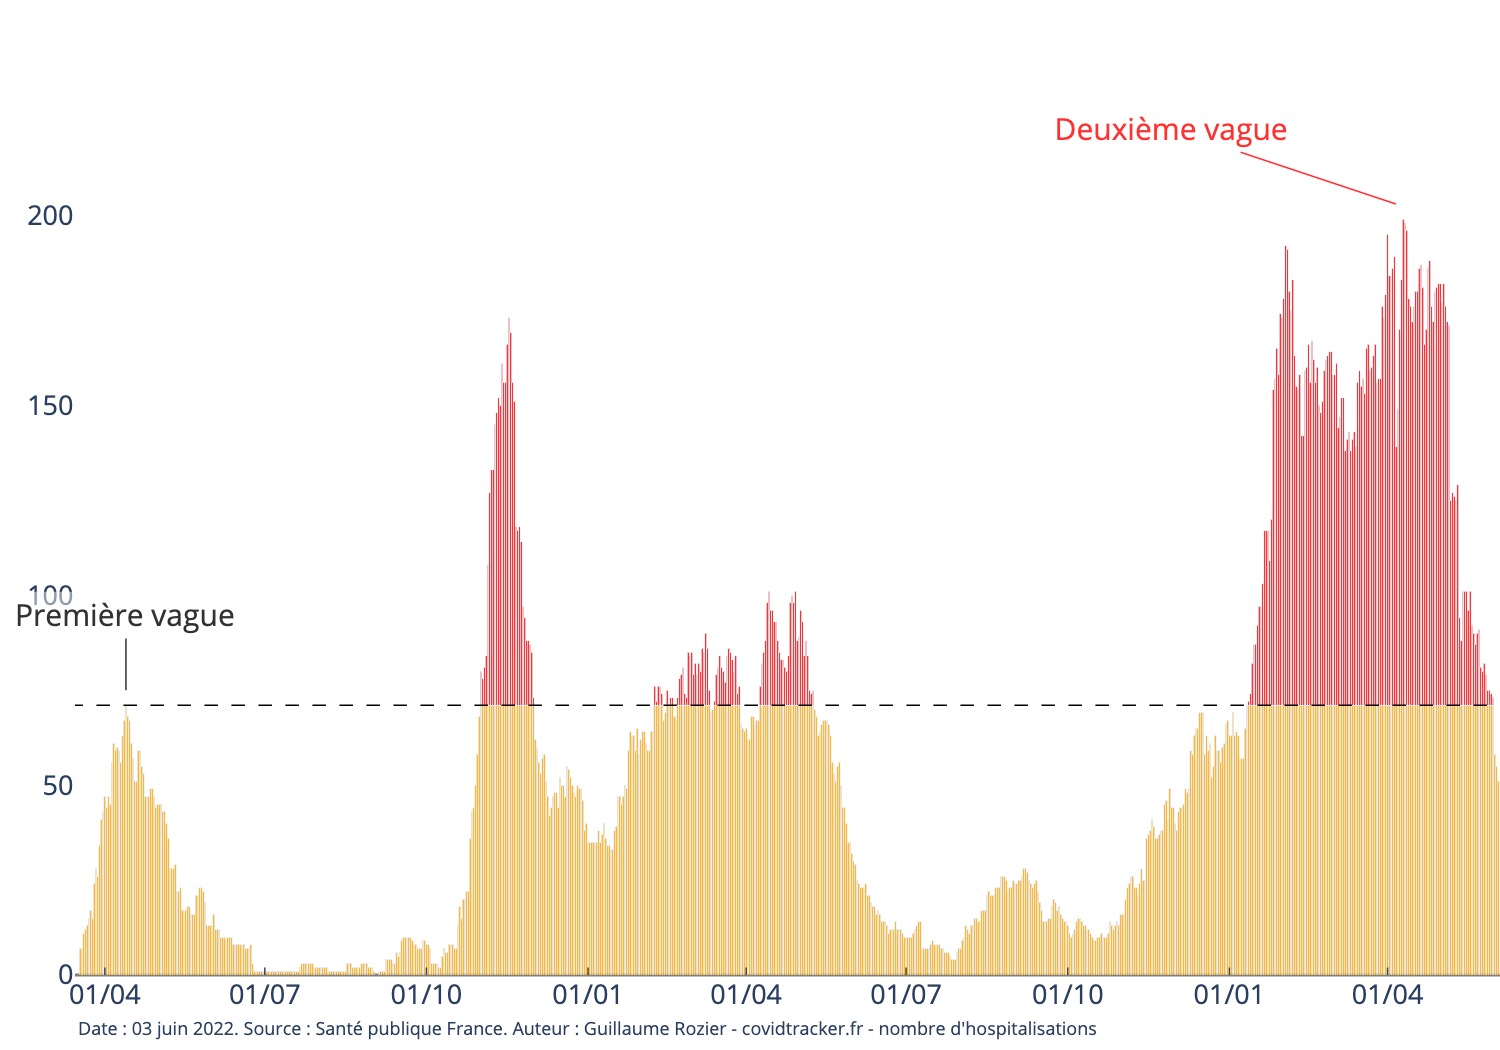 Deuxième vague
200
150
100
Première vague
50
0
01/04 01/07 01/10 01/01 01/04 01/07 01/10 01/01 01/04
Date : 03 juin 2022. Source : Santé publique France. Auteur : Guillaume Rozier - covidtracker.fr - nombre d'hospitalisations